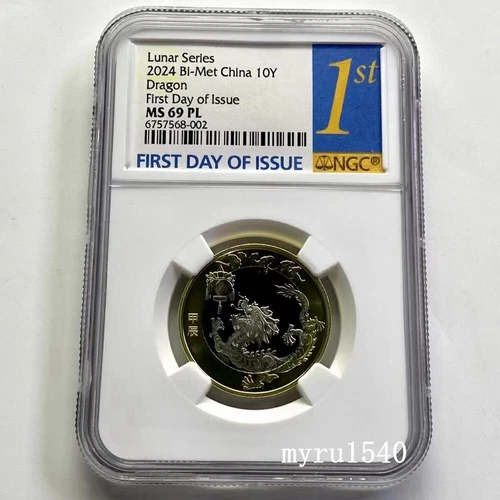 Lunar Series
2024 Bi-Met China 10Y
Dragon
First Day of Issue
MS 69 PL
6757568-002
1st
FIRST DAY OF ISSUE
NGC®
甲辰
myru1540